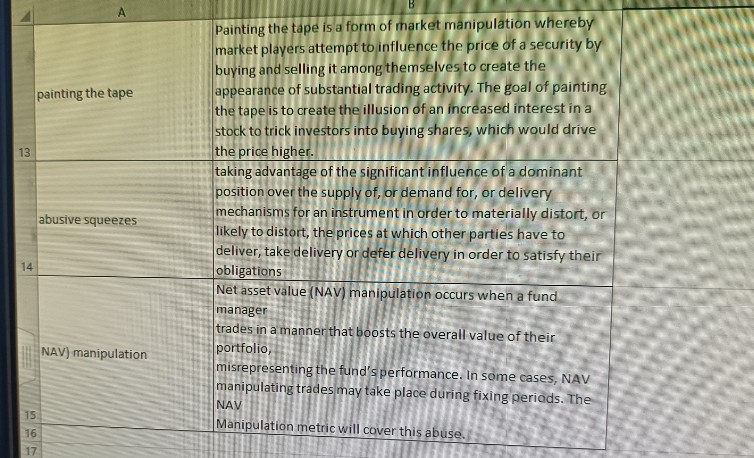 A
B
Painting the tape is a form of market manipulation whereby
market players attempt to influence the price of a security by
buying and selling it among themselves to create the
appearance of substantial trading activity. The goal of painting
the tape is to create the illusion of an increased interest in a
stock to trick investors into buying shares, which would drive
the price higher.
painting the tape
13
taking advantage of the significant influence of a dominant
position over the supply of, or demand for, or delivery
mechanisms for an instrument in order to materially distort, or
likely to distort, the prices at which other parties have to
deliver, take delivery or defer delivery in order to satisfy their
obligations
abusive squeezes
14
Net asset value (NAV) manipulation occurs when a fund
manager
trades in a manner that boosts the overall value of their
portfolio,
misrepresenting the fund's performance. In some cases, NAV
manipulating trades may take place during fixing periods. The
NAV
Manipulation metric will cover this abuse.
NAV) manipulation
15
16
17